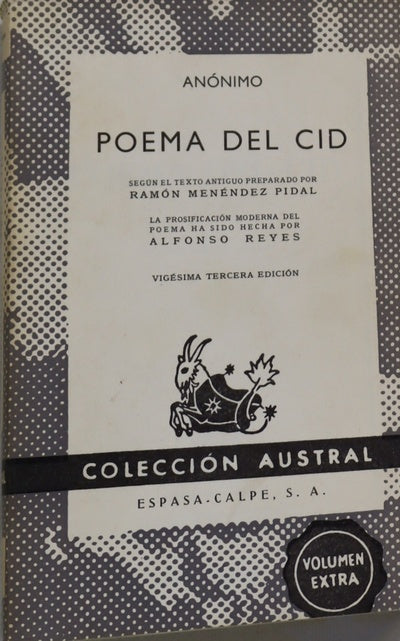 ANÓNIMO
POEMA DEL CID
SEGÚN EL TEXTO ANTIGUO PREPARADO POR
RAMÓN MENÉNDEZ PIDAL
LA PROSIFICACIÓN MODERNA DEL
POEMA HA SIDO HECHA POR
ALFONSO REYES
VIGÉSIMA TERCERA EDICIÓN
COLECCIÓN AUSTRAL
ESPASA-CALPE, S. A.
VOLUMEN
EXTRA